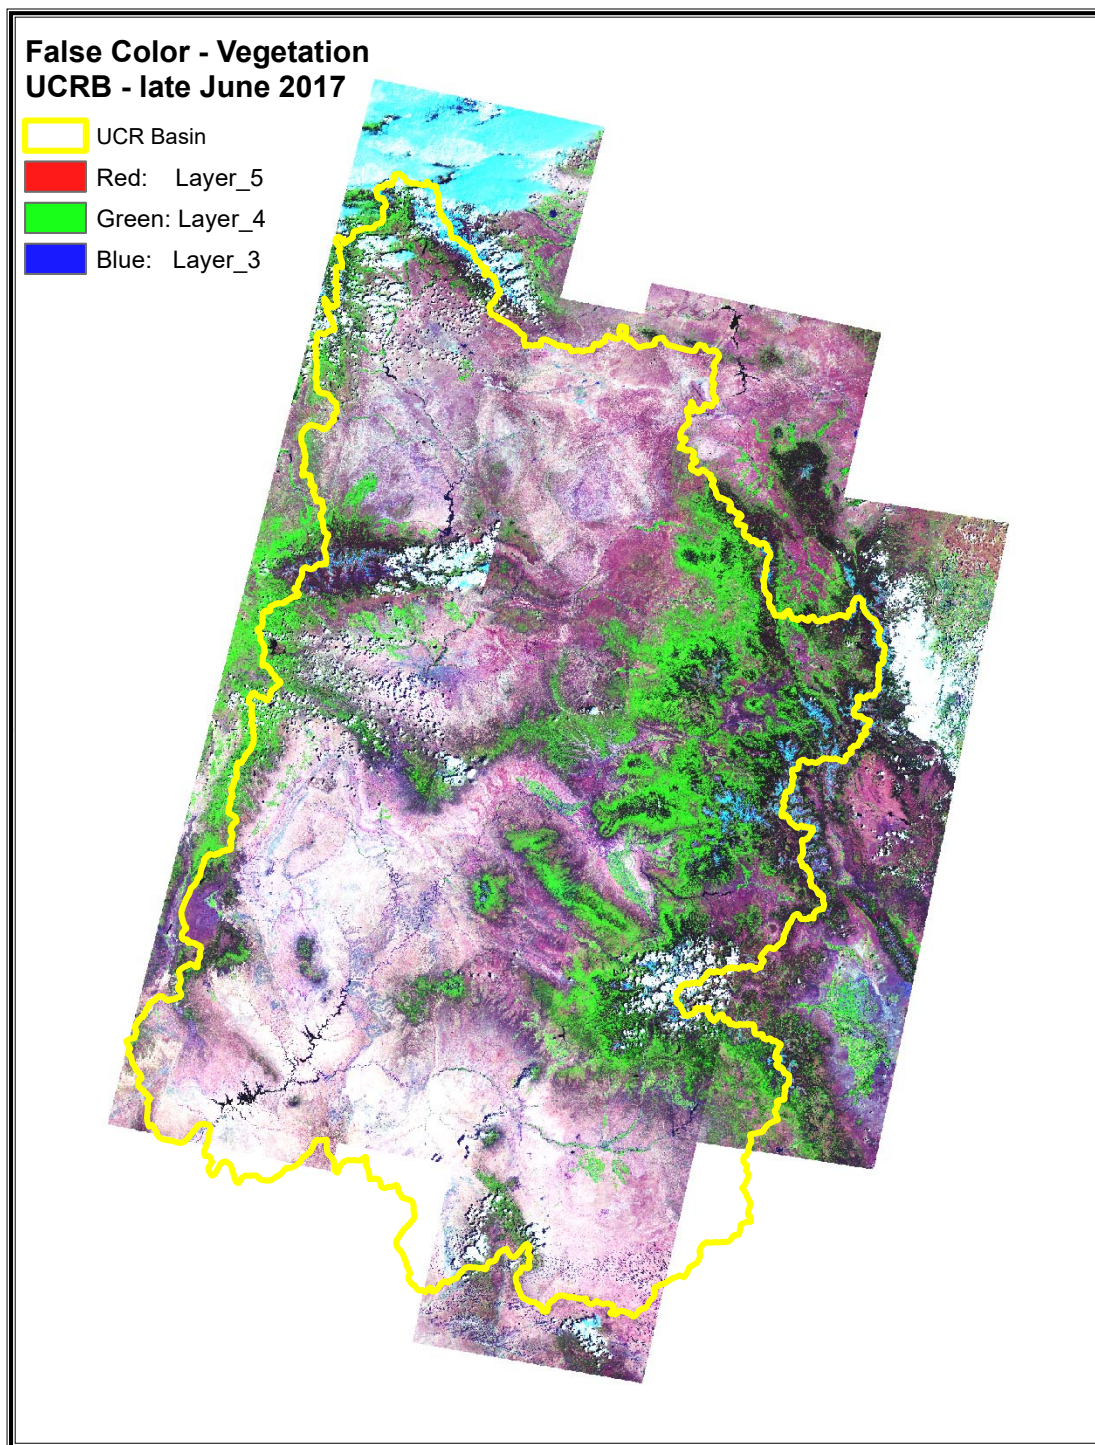 False Color - Vegetation
UCRB - late June 2017
UCR Basin
Red: Layer_5
Green: Layer_4
Blue: Layer_3